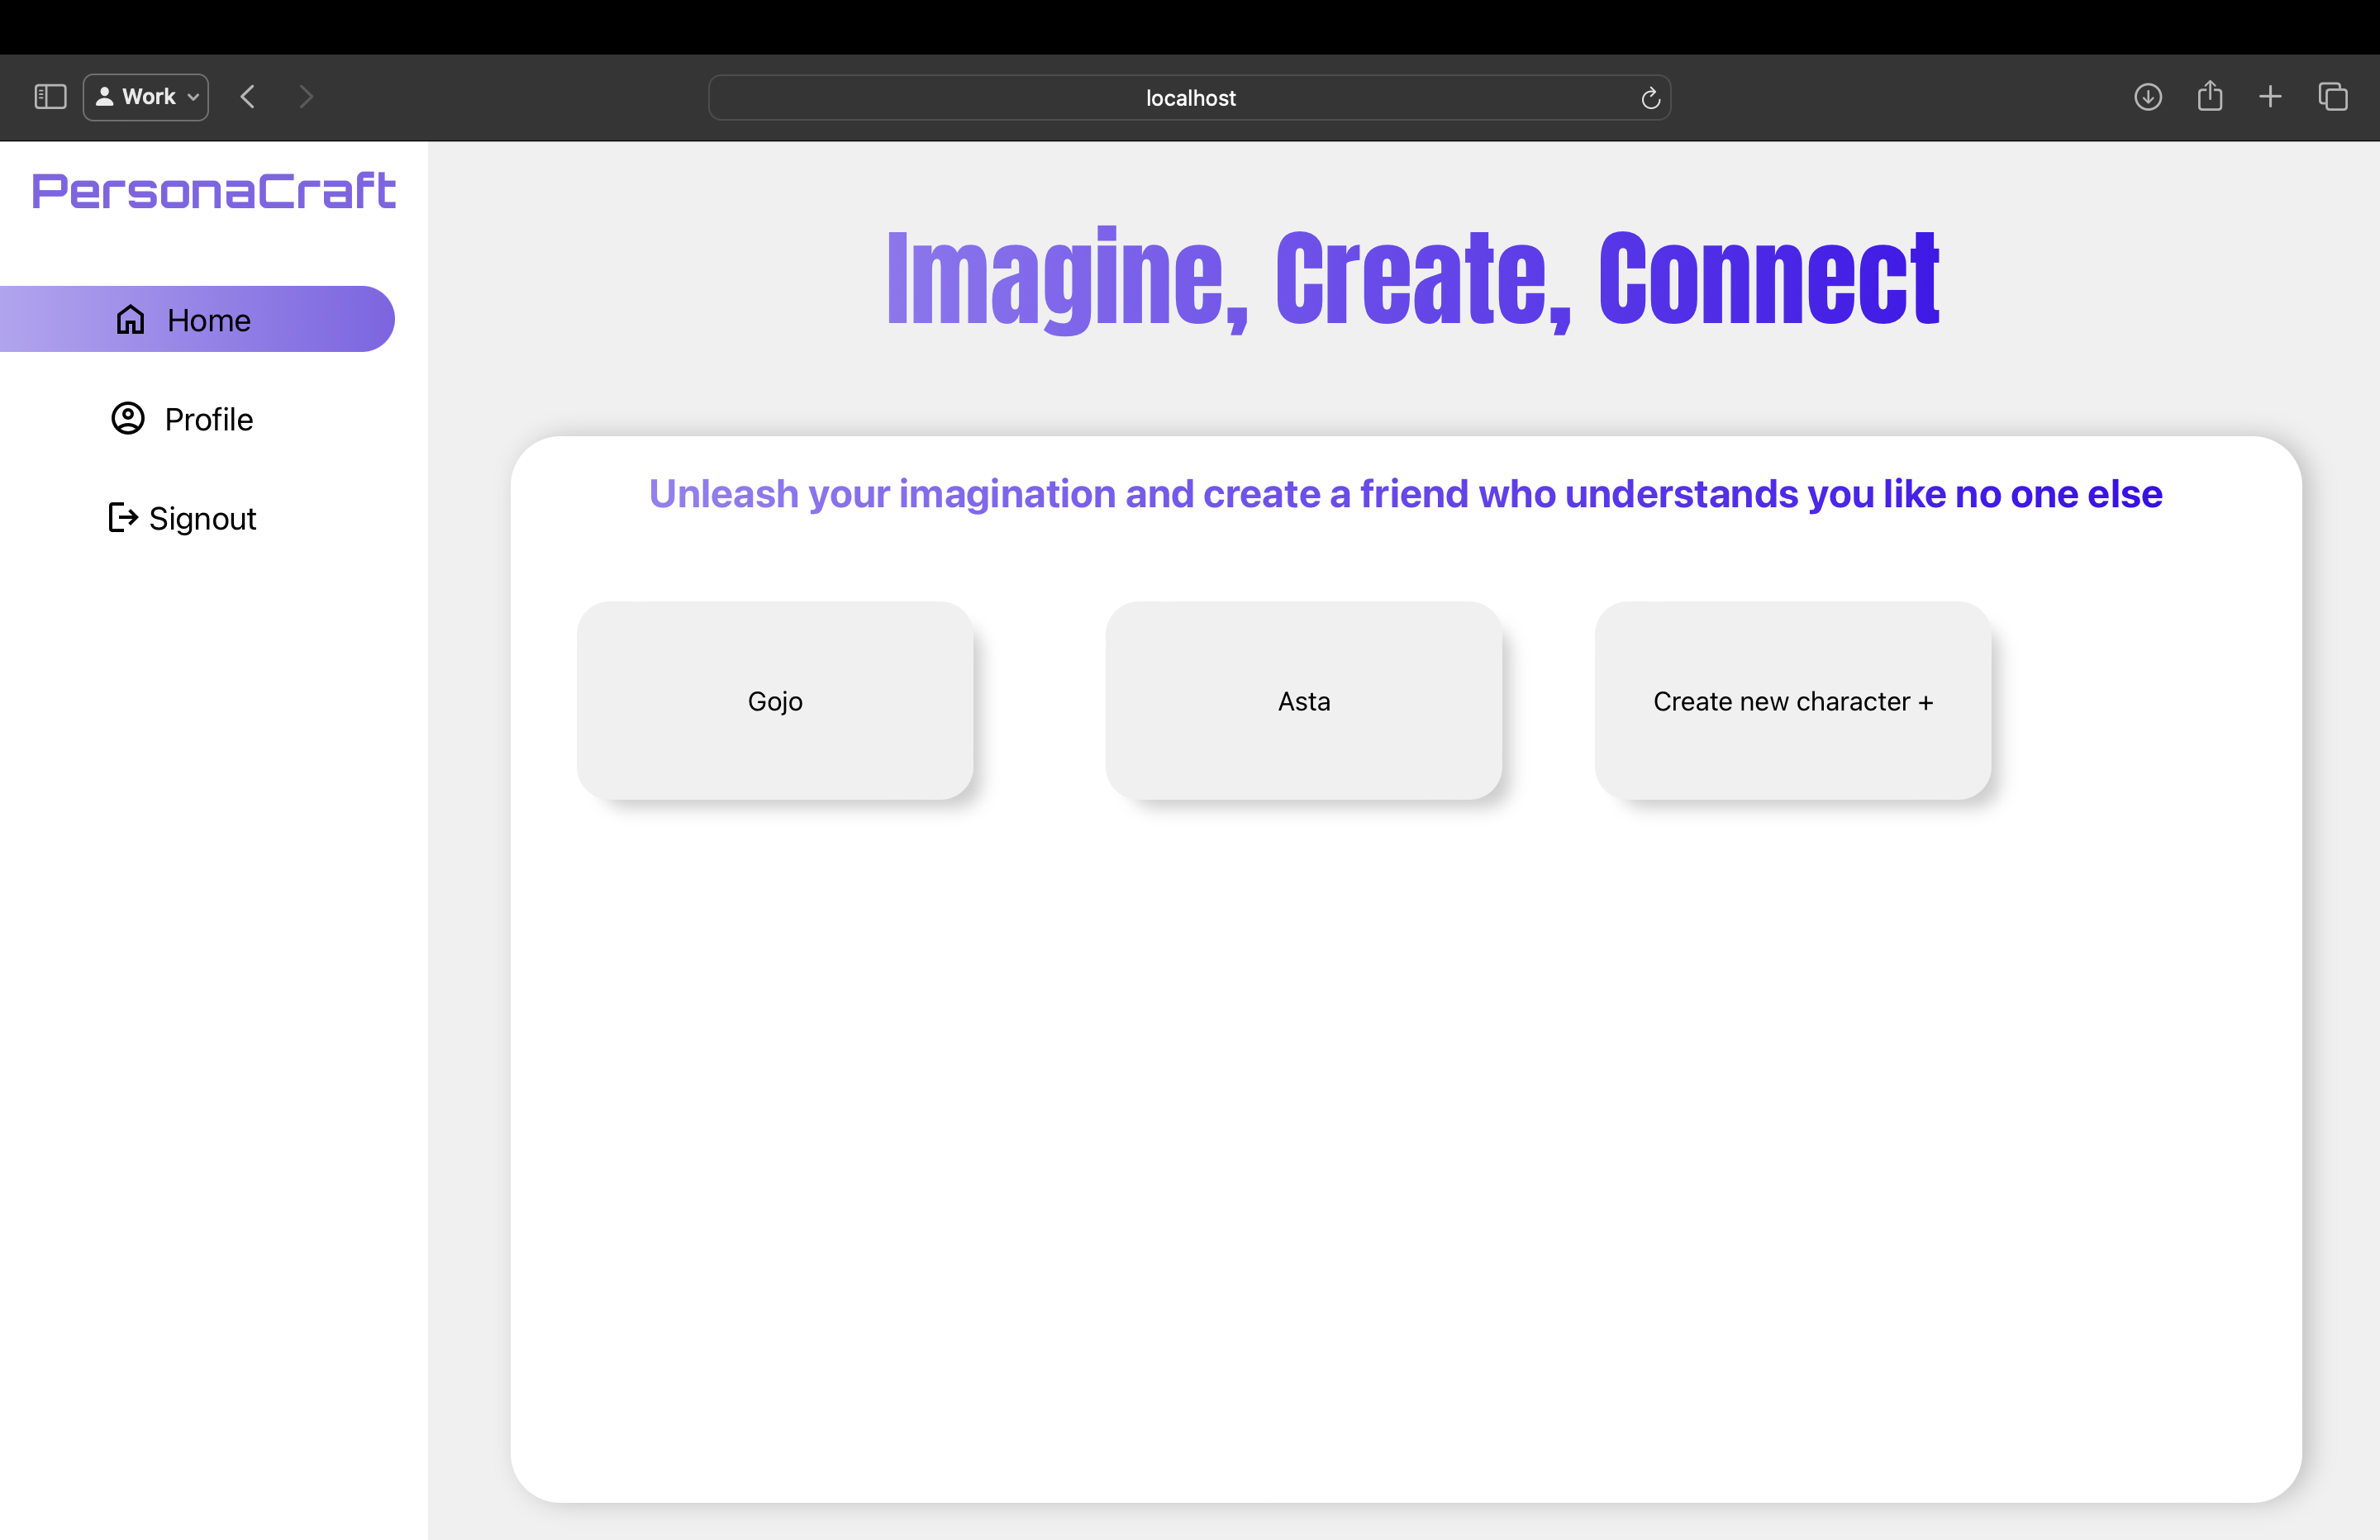 Work
localhost
PersonaCraft
Home
Profile
Signout
Imagine, Create, Connect
Unleash your imagination and create a friend who understands you like no one else
Gojo
Asta
Create new character +